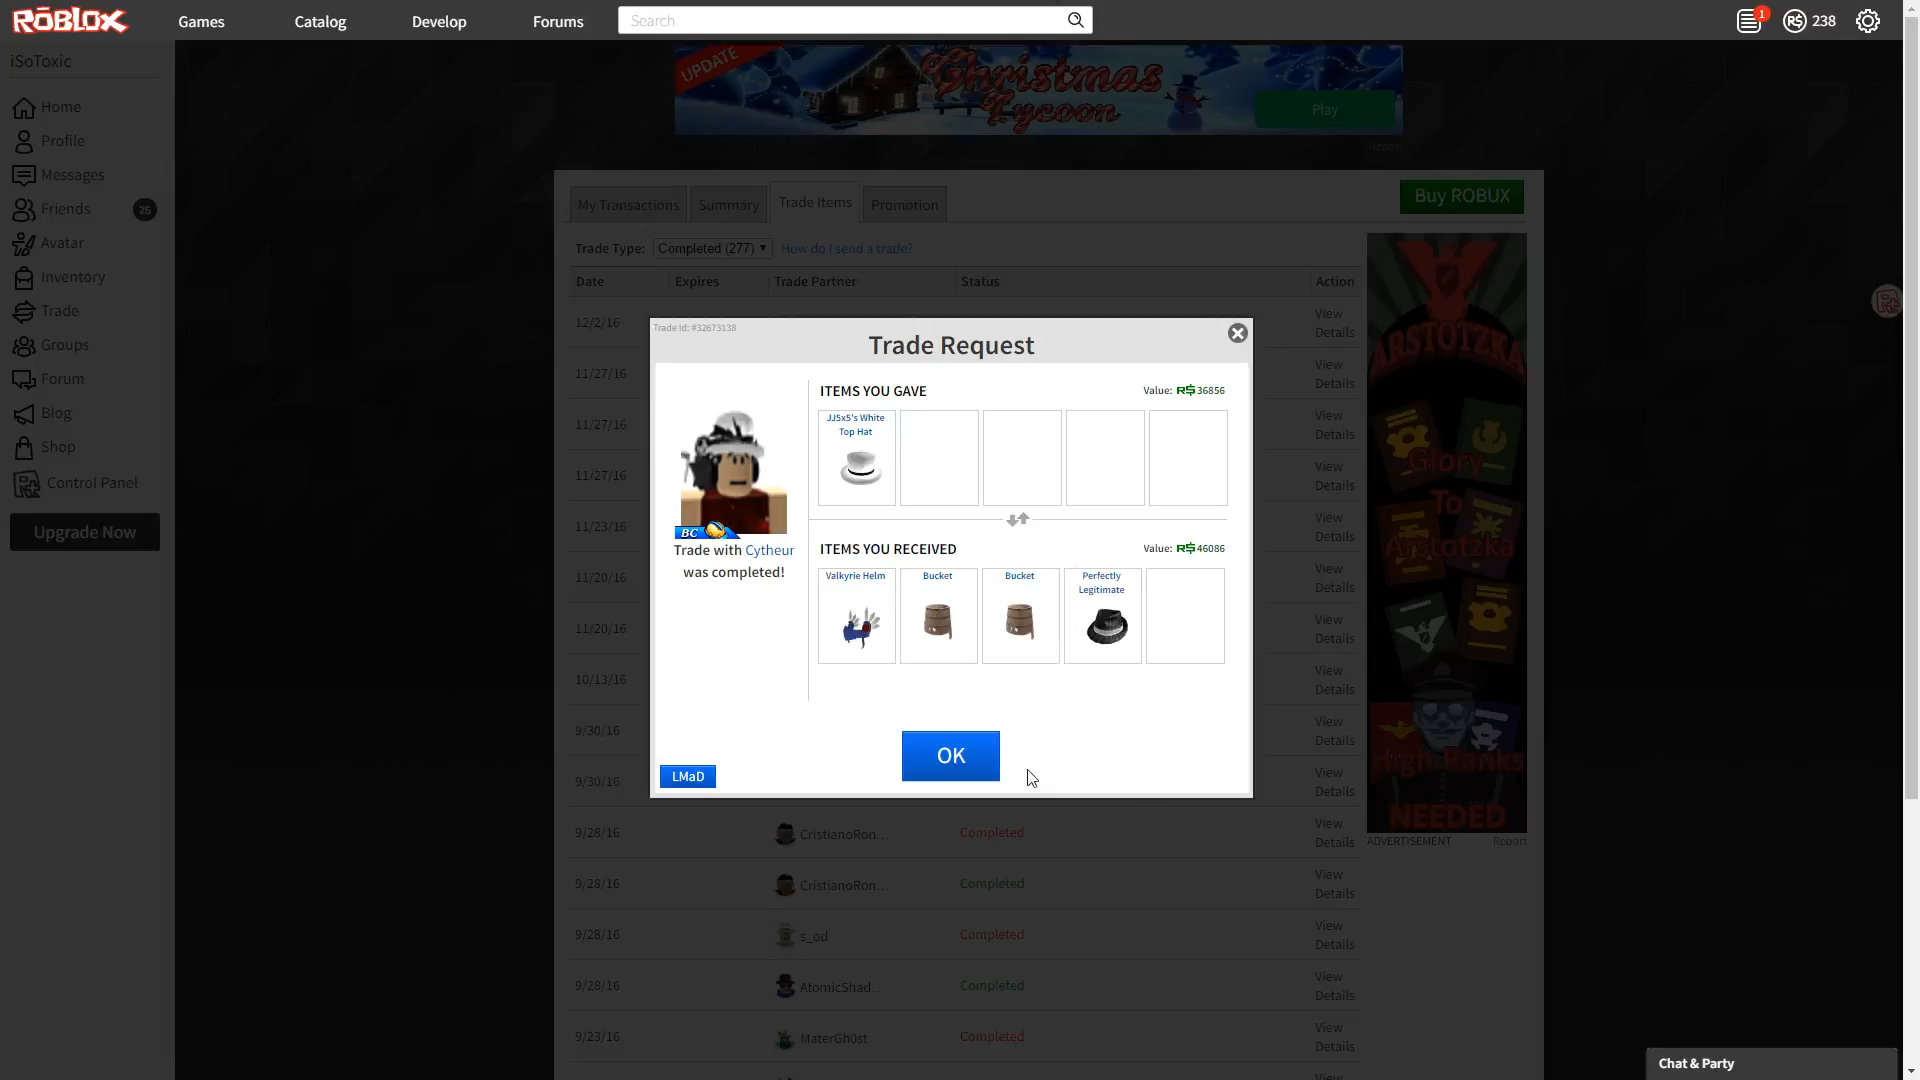 ROBLOX
Games
Catalog
Develop
Forums
Search
1
R$ 238
iSoToxic
Home
Profile
Messages
Friends
26
Avatar
Inventory
Trade
Groups
Forum
Blog
Shop
Control Panel
Upgrade Now
UPDATE
Christmas
Tycoon
Play
Report
My Transactions
Summary
Trade Items
Promotion
Buy ROBUX
Trade Type:
Completed (277)
How do I send a trade?
Date
Expires
Trade Partner
Status
Action
12/2/16
View
Details
11/27/16
View
Details
11/27/16
View
Details
11/27/16
View
Details
11/23/16
View
Details
11/20/16
View
Details
11/20/16
View
Details
10/13/16
View
Details
9/30/16
View
Details
9/30/16
View
Details
9/28/16
CristianoRon...
Completed
View
Details
9/28/16
CristianoRon...
Completed
View
Details
9/28/16
s_od
Completed
View
Details
9/28/16
AtomicShad...
Completed
View
Details
9/23/16
MaterGh0st
Completed
View
Details
Trade Id: #32673138
Trade Request
BC
Trade with Cytheur
was completed!
ITEMS YOU GAVE
Value: R$36856
JJ5x5's White
Top Hat
ITEMS YOU RECEIVED
Value: R$46086
Valkyrie Helm
Bucket
Bucket
Perfectly
Legitimate
OK
LMaD
ARSTOTZKA
Glory
To
Arstotzka
High Ranks
NEEDED
ADVERTISEMENT
Report
Chat & Party